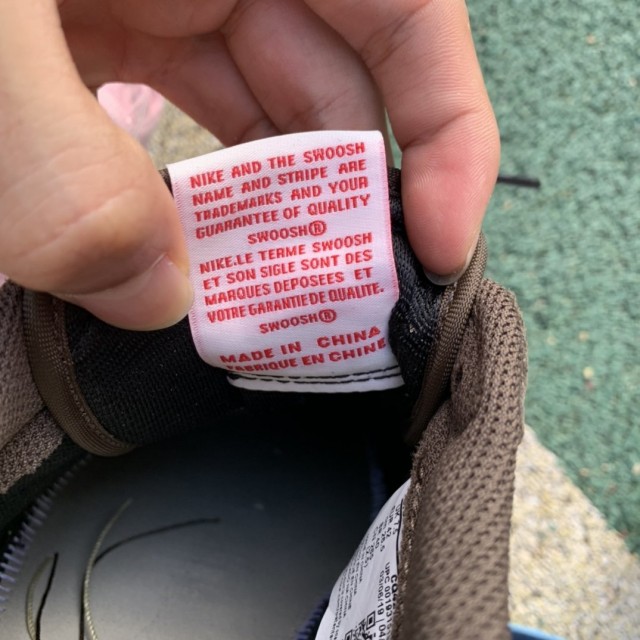 NIKE AND THE SWOOSH
NAME AND STRIPE ARE
TRADEMARKS AND YOUR
GUARANTEE OF QUALITY
SWOOSH®
NIKE.LE TERME SWOOSH
ET SON SIGLE SONT DES
MARQUES DEPOSEES ET
VOTRE GARANTIE DE QUALITE.
SWOOSH®
MADE IN CHINA
FABRIQUE EN CHINE